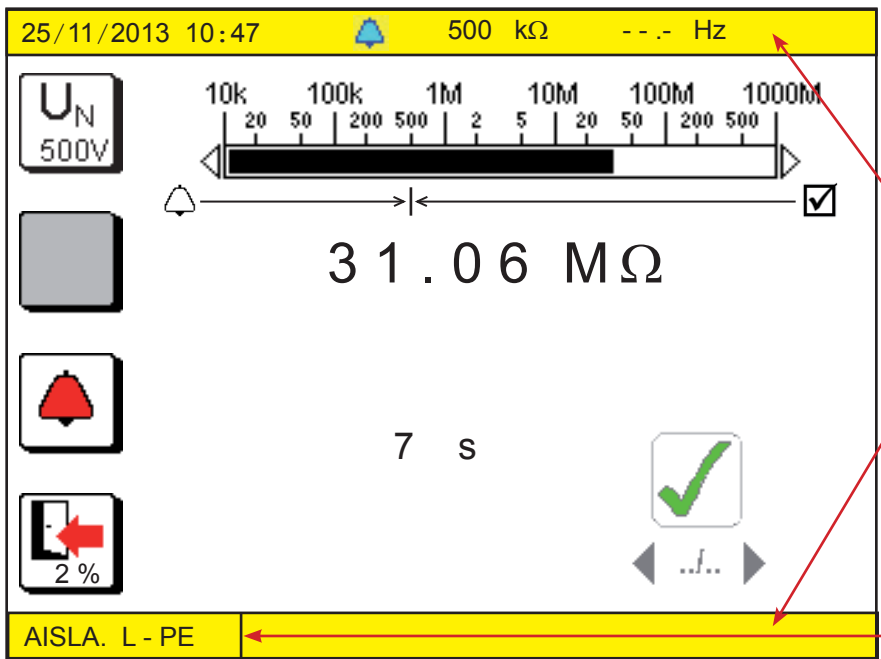 25/11/2013 10:47 500 kΩ - - .- Hz
U_N
500V
10k 100k 1M 10M 100M 1000M
20 50 200 500 2 5 20 50 200 500
31.06 MΩ
7 s
../..
2 %
AISLA. L - PE